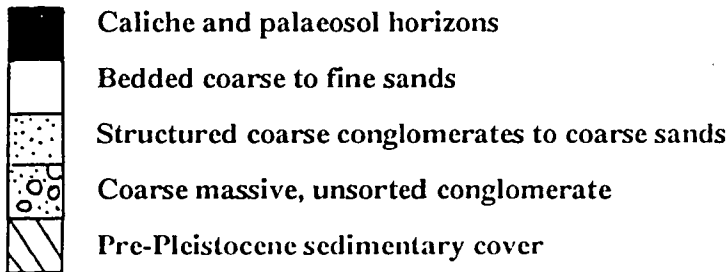 Caliche and palaeosol horizons
Bedded coarse to fine sands
Structured coarse conglomerates to coarse sands
Coarse massive, unsorted conglomerate
Pre-Pleistocene sedimentary cover